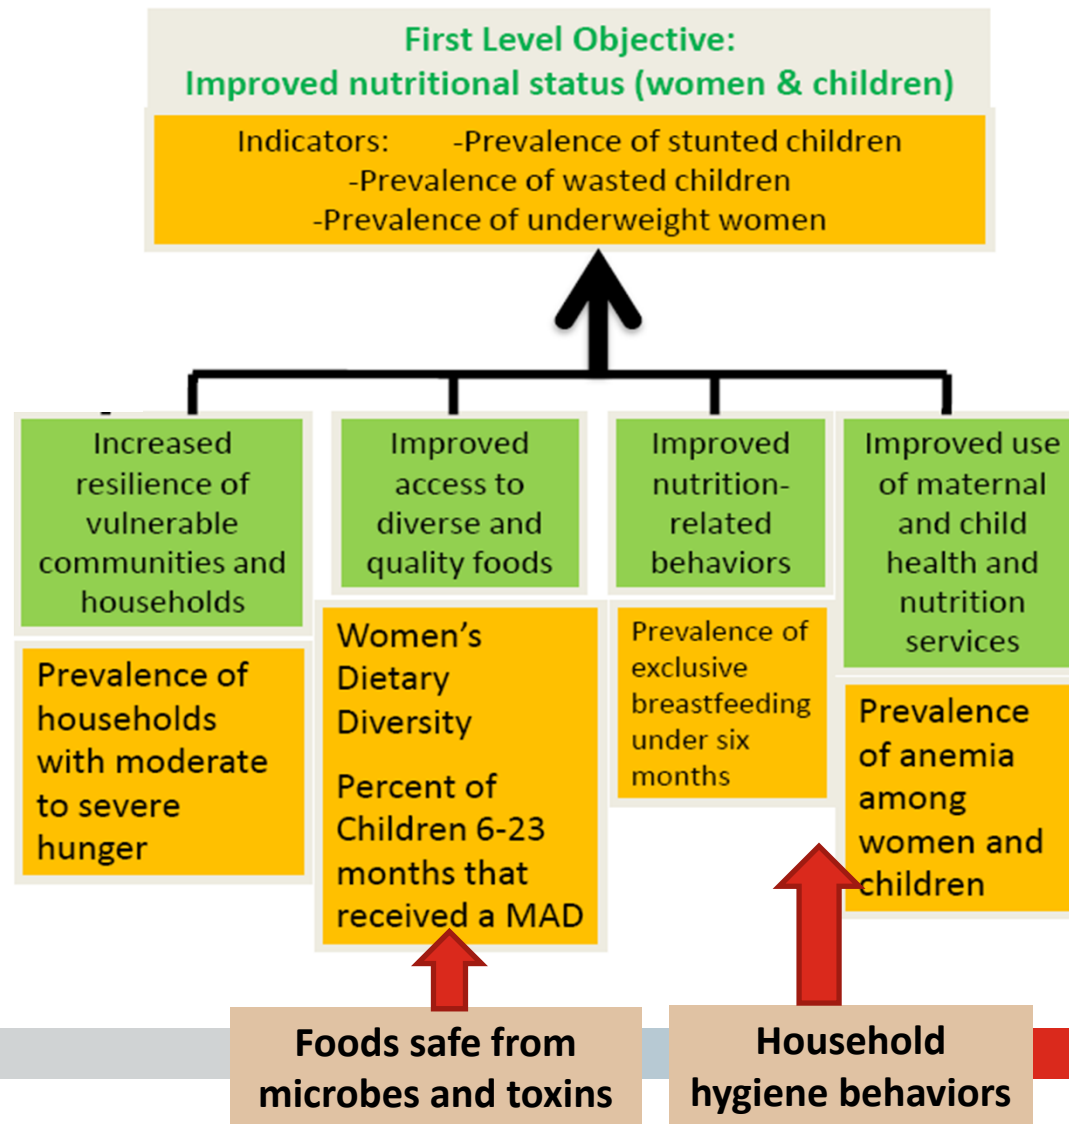 First Level Objective:
Improved nutritional status (women & children)
Indicators: -Prevalence of stunted children
-Prevalence of wasted children
-Prevalence of underweight women
Increased
resilience of
vulnerable
communities and
households
Prevalence of
households
with moderate
to severe
hunger
Improved
access to
diverse and
quality foods
Women’s
Dietary
Diversity
Percent of
Children 6-23
months that
received a MAD
Improved
nutrition-
related
behaviors
Prevalence of
exclusive
breastfeeding
under six
months
Improved use
of maternal
and child
health and
nutrition
services
Prevalence
of anemia
among
women and
children
Foods safe from
microbes and toxins
Household
hygiene behaviors